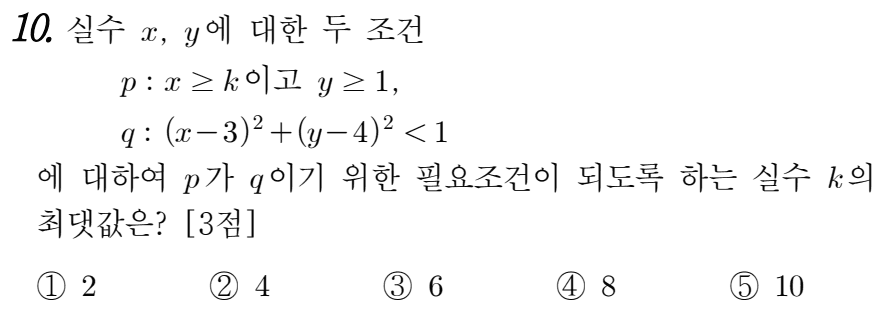 10. 실수 x, y에 대한 두 조건
p : x ≥ k이고 y ≥ 1,
q : (x-3)² + (y-4)² < 1
에 대하여 p가 q이기 위한 필요조건이 되도록 하는 실수 k의
최댓값은? [3점]
① 2 ② 4 ③ 6 ④ 8 ⑤ 10